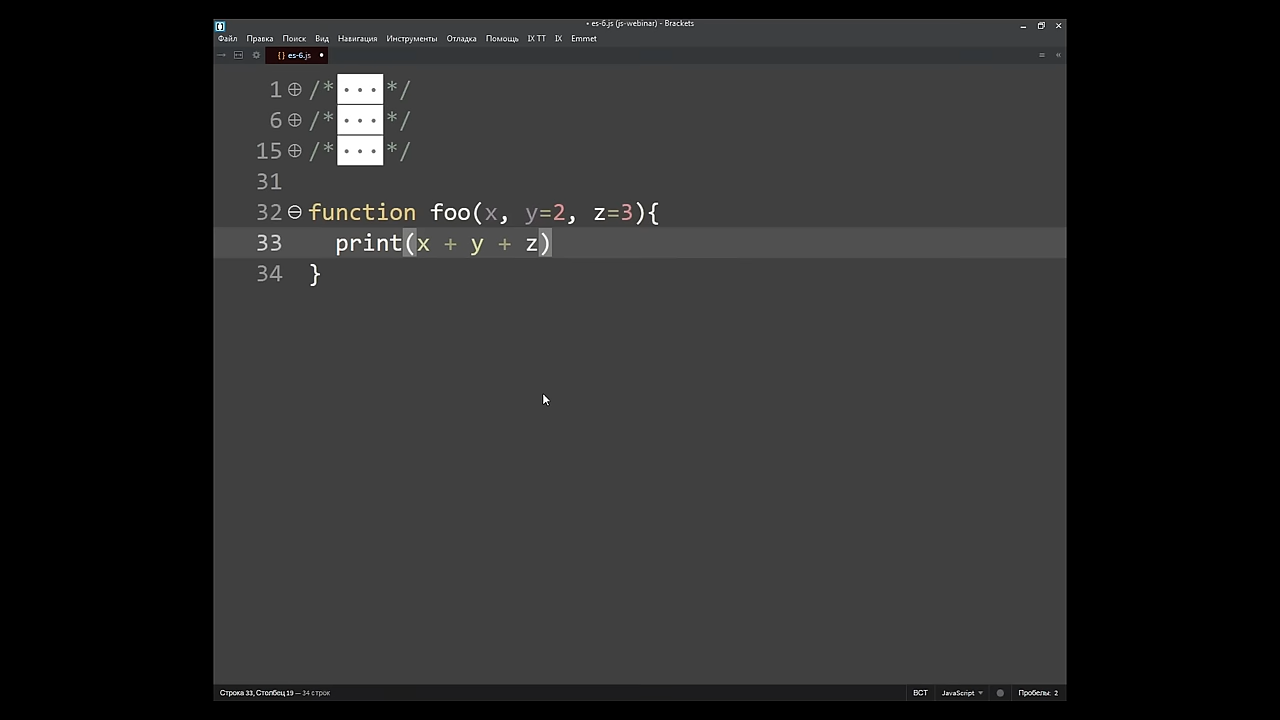 • es-6.js (js-webinar) - Brackets
Файл Правка Поиск Вид Навигация Инструменты Отладка Помощь IX TT IX Emmet
{} es-6.js •
1 /*...*/
6 /*...*/
15 /*...*/
31
32 function foo(x, y=2, z=3){
33 print(x + y + z)
34 }
Строка 33, Столбец 19 — 34 строк ВСТ JavaScript Пробелы: 2